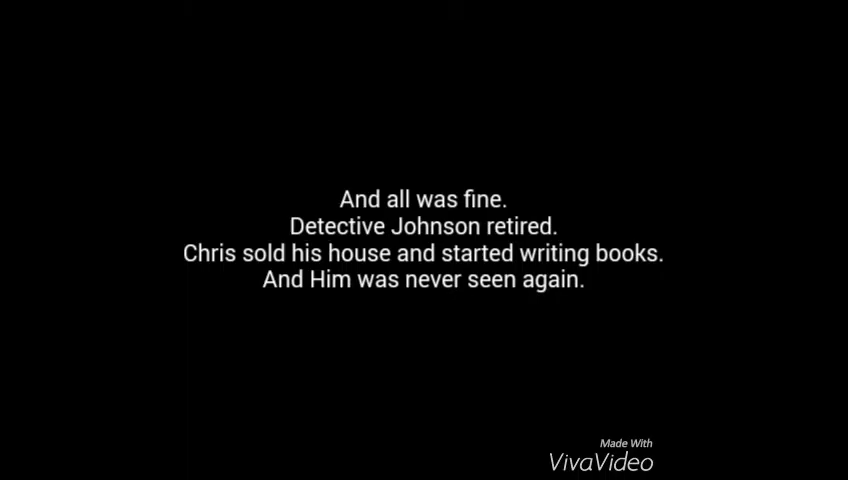 And all was fine.
Detective Johnson retired.
Chris sold his house and started writing books.
And Him was never seen again.
Made With
VivaVideo